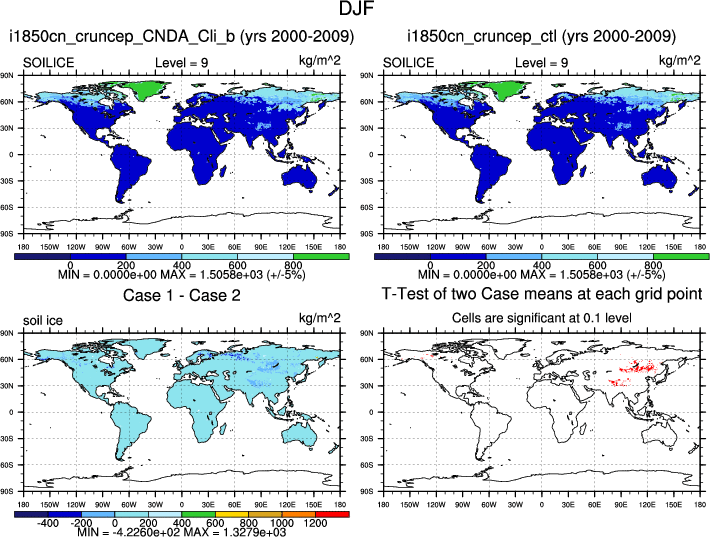 DJF
i1850cn_cruncep_CNDA_Cli_b (yrs 2000-2009)
SOILICE Level = 9 kg/m^2
90N
60N
30N
0
30S
60S
90S
180 150W 120W 90W 60W 30W 0 30E 60E 90E 120E 150E 180
0 200 400 600 800
MIN = 0.0000e+00 MAX = 1.5058e+03 (+/-5%)
i1850cn_cruncep_ctl (yrs 2000-2009)
SOILICE Level = 9 kg/m^2
90N
60N
30N
0
30S
60S
90S
180 150W 120W 90W 60W 30W 0 30E 60E 90E 120E 150E 180
0 200 400 600 800
MIN = 0.0000e+00 MAX = 1.5058e+03 (+/-5%)
Case 1 - Case 2
soil ice kg/m^2
90N
60N
30N
0
30S
60S
90S
180 150W 120W 90W 60W 30W 0 30E 60E 90E 120E 150E 180
-400 -200 0 200 400 600 800 1000 1200
MIN = -4.2260e+02 MAX = 1.3279e+03
T-Test of two Case means at each grid point
Cells are significant at 0.1 level
90N
60N
30N
0
30S
60S
90S
180 150W 120W 90W 60W 30W 0 30E 60E 90E 120E 150E 180